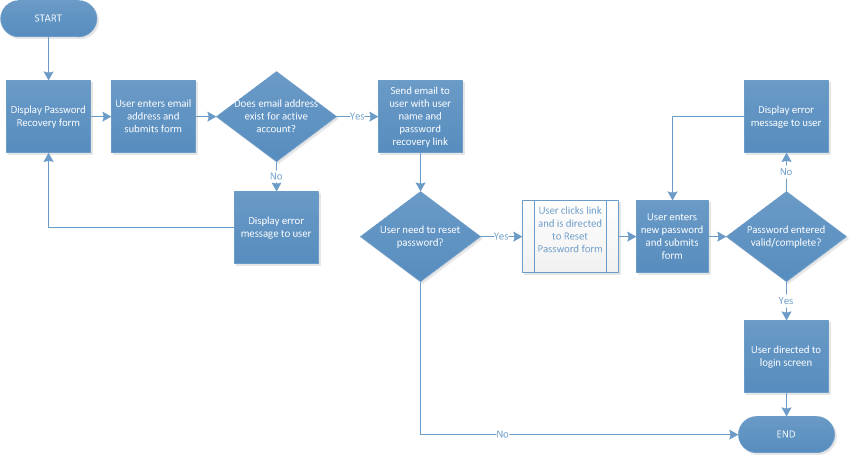 START
Display Password
Recovery form
User enters email
address and
submits form
Does email address
exist for active
account?
Yes
Send email to
user with user
name and
password
recovery link
No
Display error
message to user
User need to reset
password?
Yes
User clicks link
and is directed
to Reset
Password form
User enters
new password
and submits
form
Password entered
valid/complete?
No
Display error
message to user
Yes
User directed to
login screen
No
END